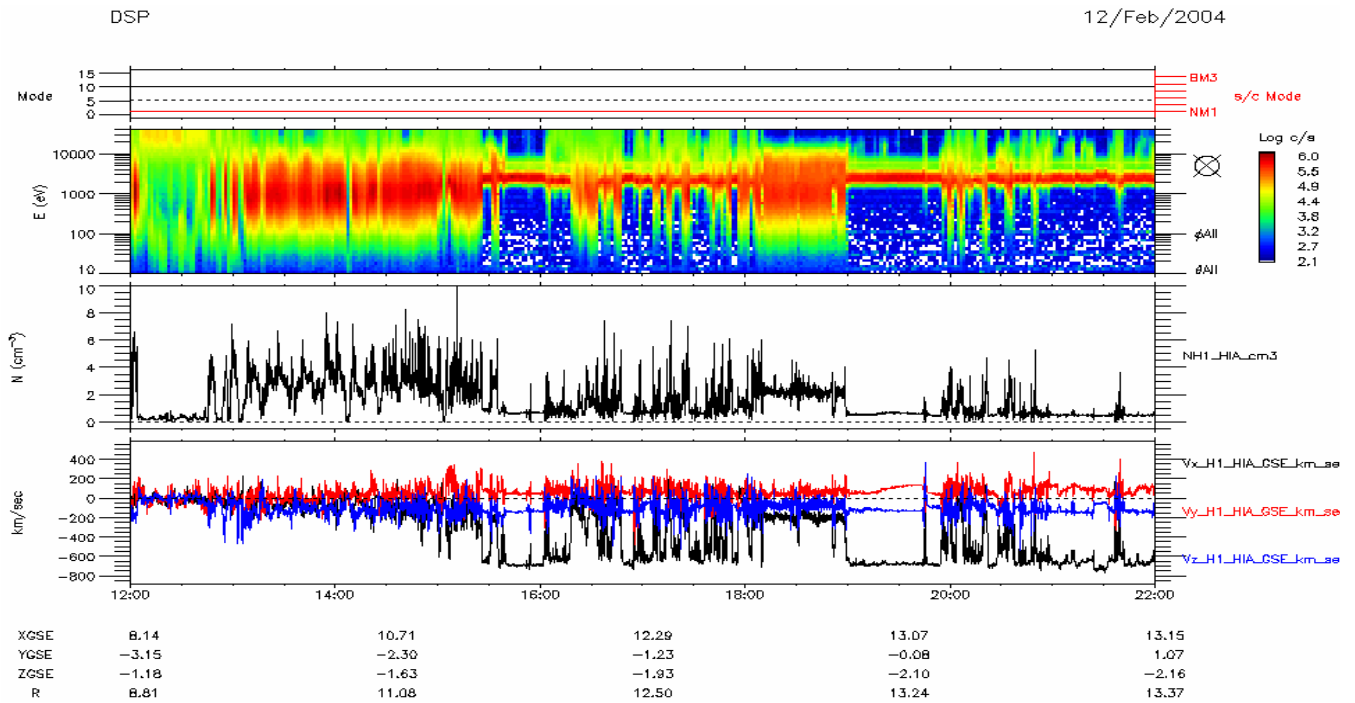 DSP 12/Feb/2004
15
10
5
0
Mode
BM3
NM1
s/c Mode
10000
1000
100
10
E (eV)
All
All
Log c/s
6.0
5.5
4.9
4.4
3.8
3.2
2.7
2.1
10
8
6
4
2
0
N (cm⁻³)
NH1_HIA_cm3
400
200
0
-200
-400
-600
-800
km/sec
Vx_H1_HIA_GSE_km_se
Vy_H1_HIA_GSE_km_se
Vz_H1_HIA_GSE_km_se
12:00 14:00 16:00 18:00 20:00 22:00
XGSE 8.14 10.71 12.29 13.07 13.15
YGSE -3.15 -2.30 -1.23 -0.08 1.07
ZGSE -1.18 -1.63 -1.93 -2.10 -2.16
R 8.81 11.08 12.50 13.24 13.37